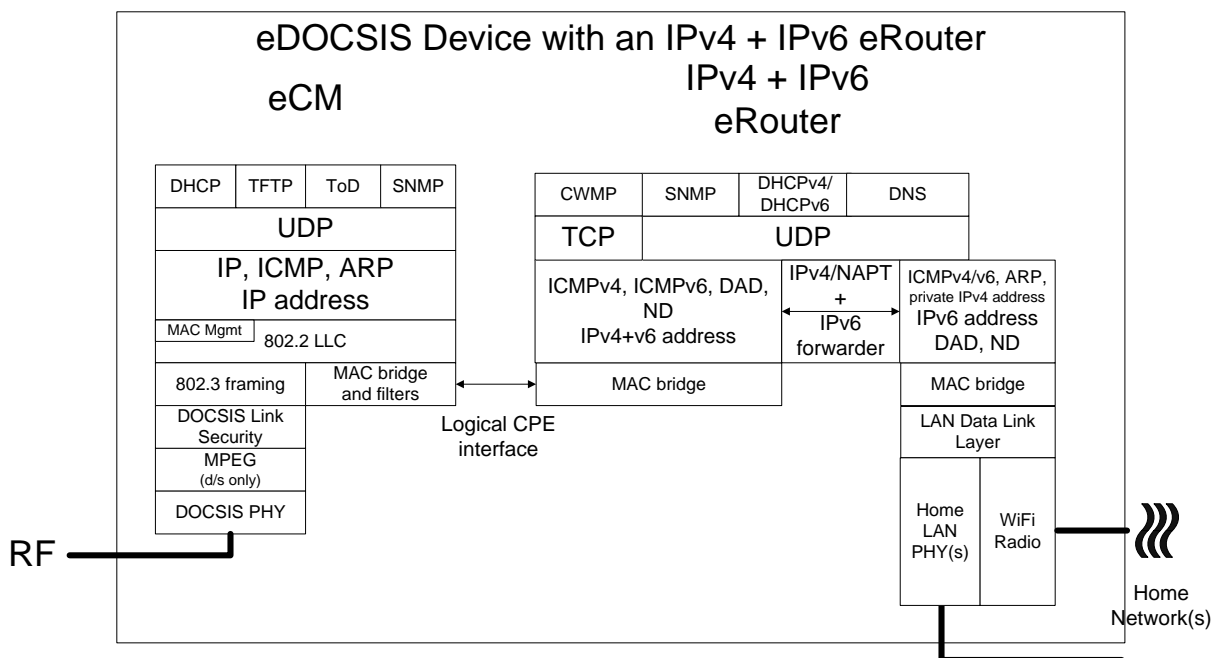 eDOCSIS Device with an IPv4 + IPv6 eRouter
eCM
IPv4 + IPv6
eRouter
DHCP
TFTP
ToD
SNMP
UDP
IP, ICMP, ARP
IP address
MAC Mgmt
802.2 LLC
802.3 framing
MAC bridge
and filters
DOCSIS Link
Security
MPEG
(d/s only)
DOCSIS PHY
RF
Logical CPE
interface
CWMP
SNMP
DHCPv4/
DHCPv6
DNS
TCP
UDP
ICMPv4, ICMPv6, DAD,
ND
IPv4+v6 address
IPv4/NAPT
+
IPv6
forwarder
ICMPv4/v6, ARP,
private IPv4 address
IPv6 address
DAD, ND
MAC bridge
MAC bridge
LAN Data Link
Layer
Home
LAN
PHY(s)
WiFi
Radio
Home
Network(s)